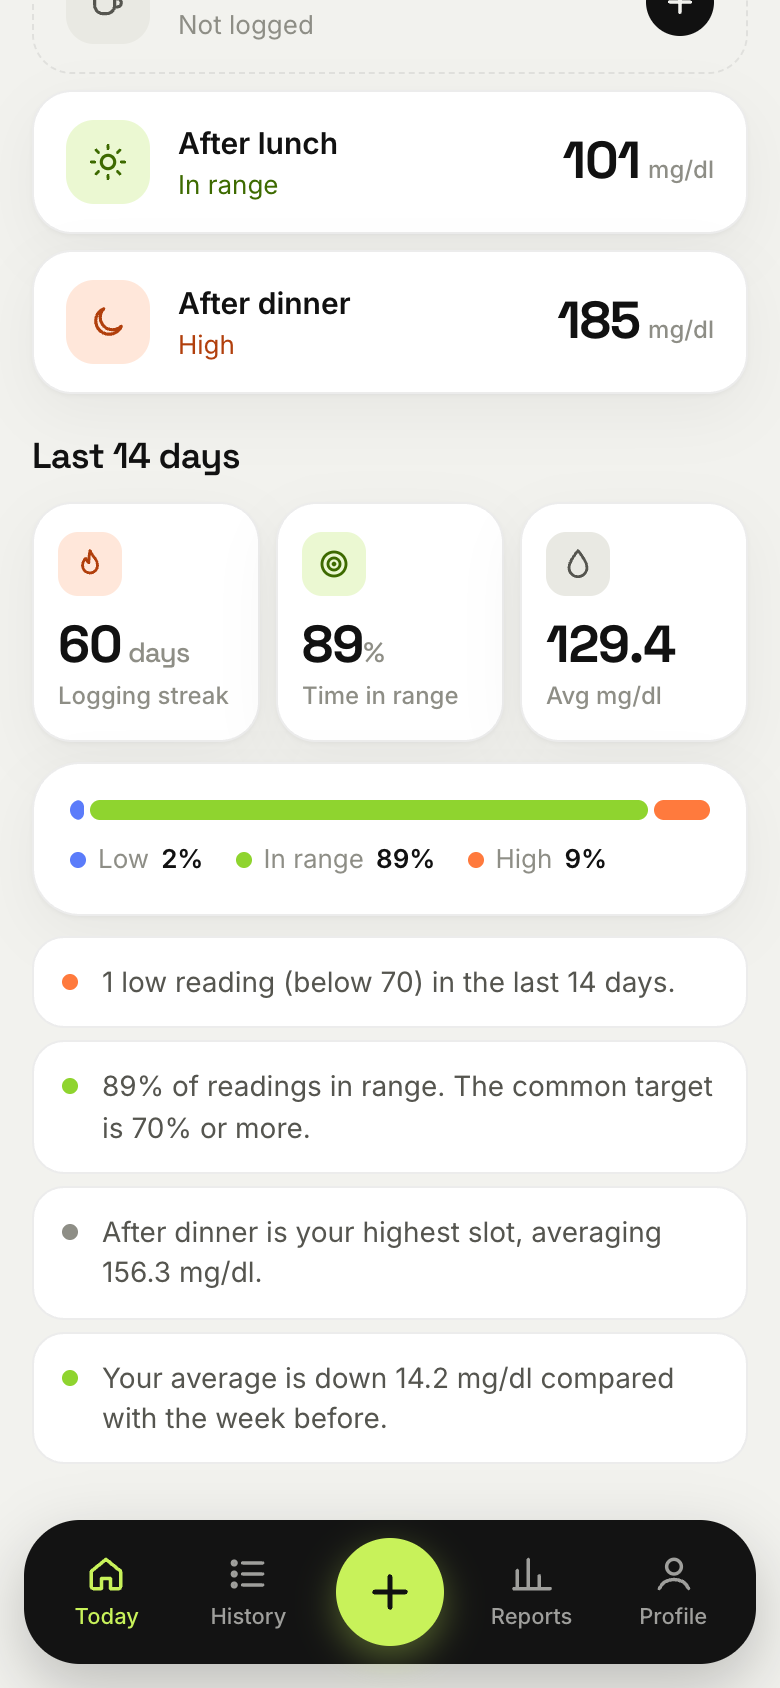 Not logged
After lunch
In range
101 mg/dl
After dinner
High
185 mg/dl
Last 14 days
60 days
Logging streak
89%
Time in range
129.4
Avg mg/dl
Low 2% In range 89% High 9%
1 low reading (below 70) in the last 14 days.
89% of readings in range. The common target
is 70% or more.
After dinner is your highest slot, averaging
156.3 mg/dl.
Your average is down 14.2 mg/dl compared
with the week before.
Today
History
Reports
Profile